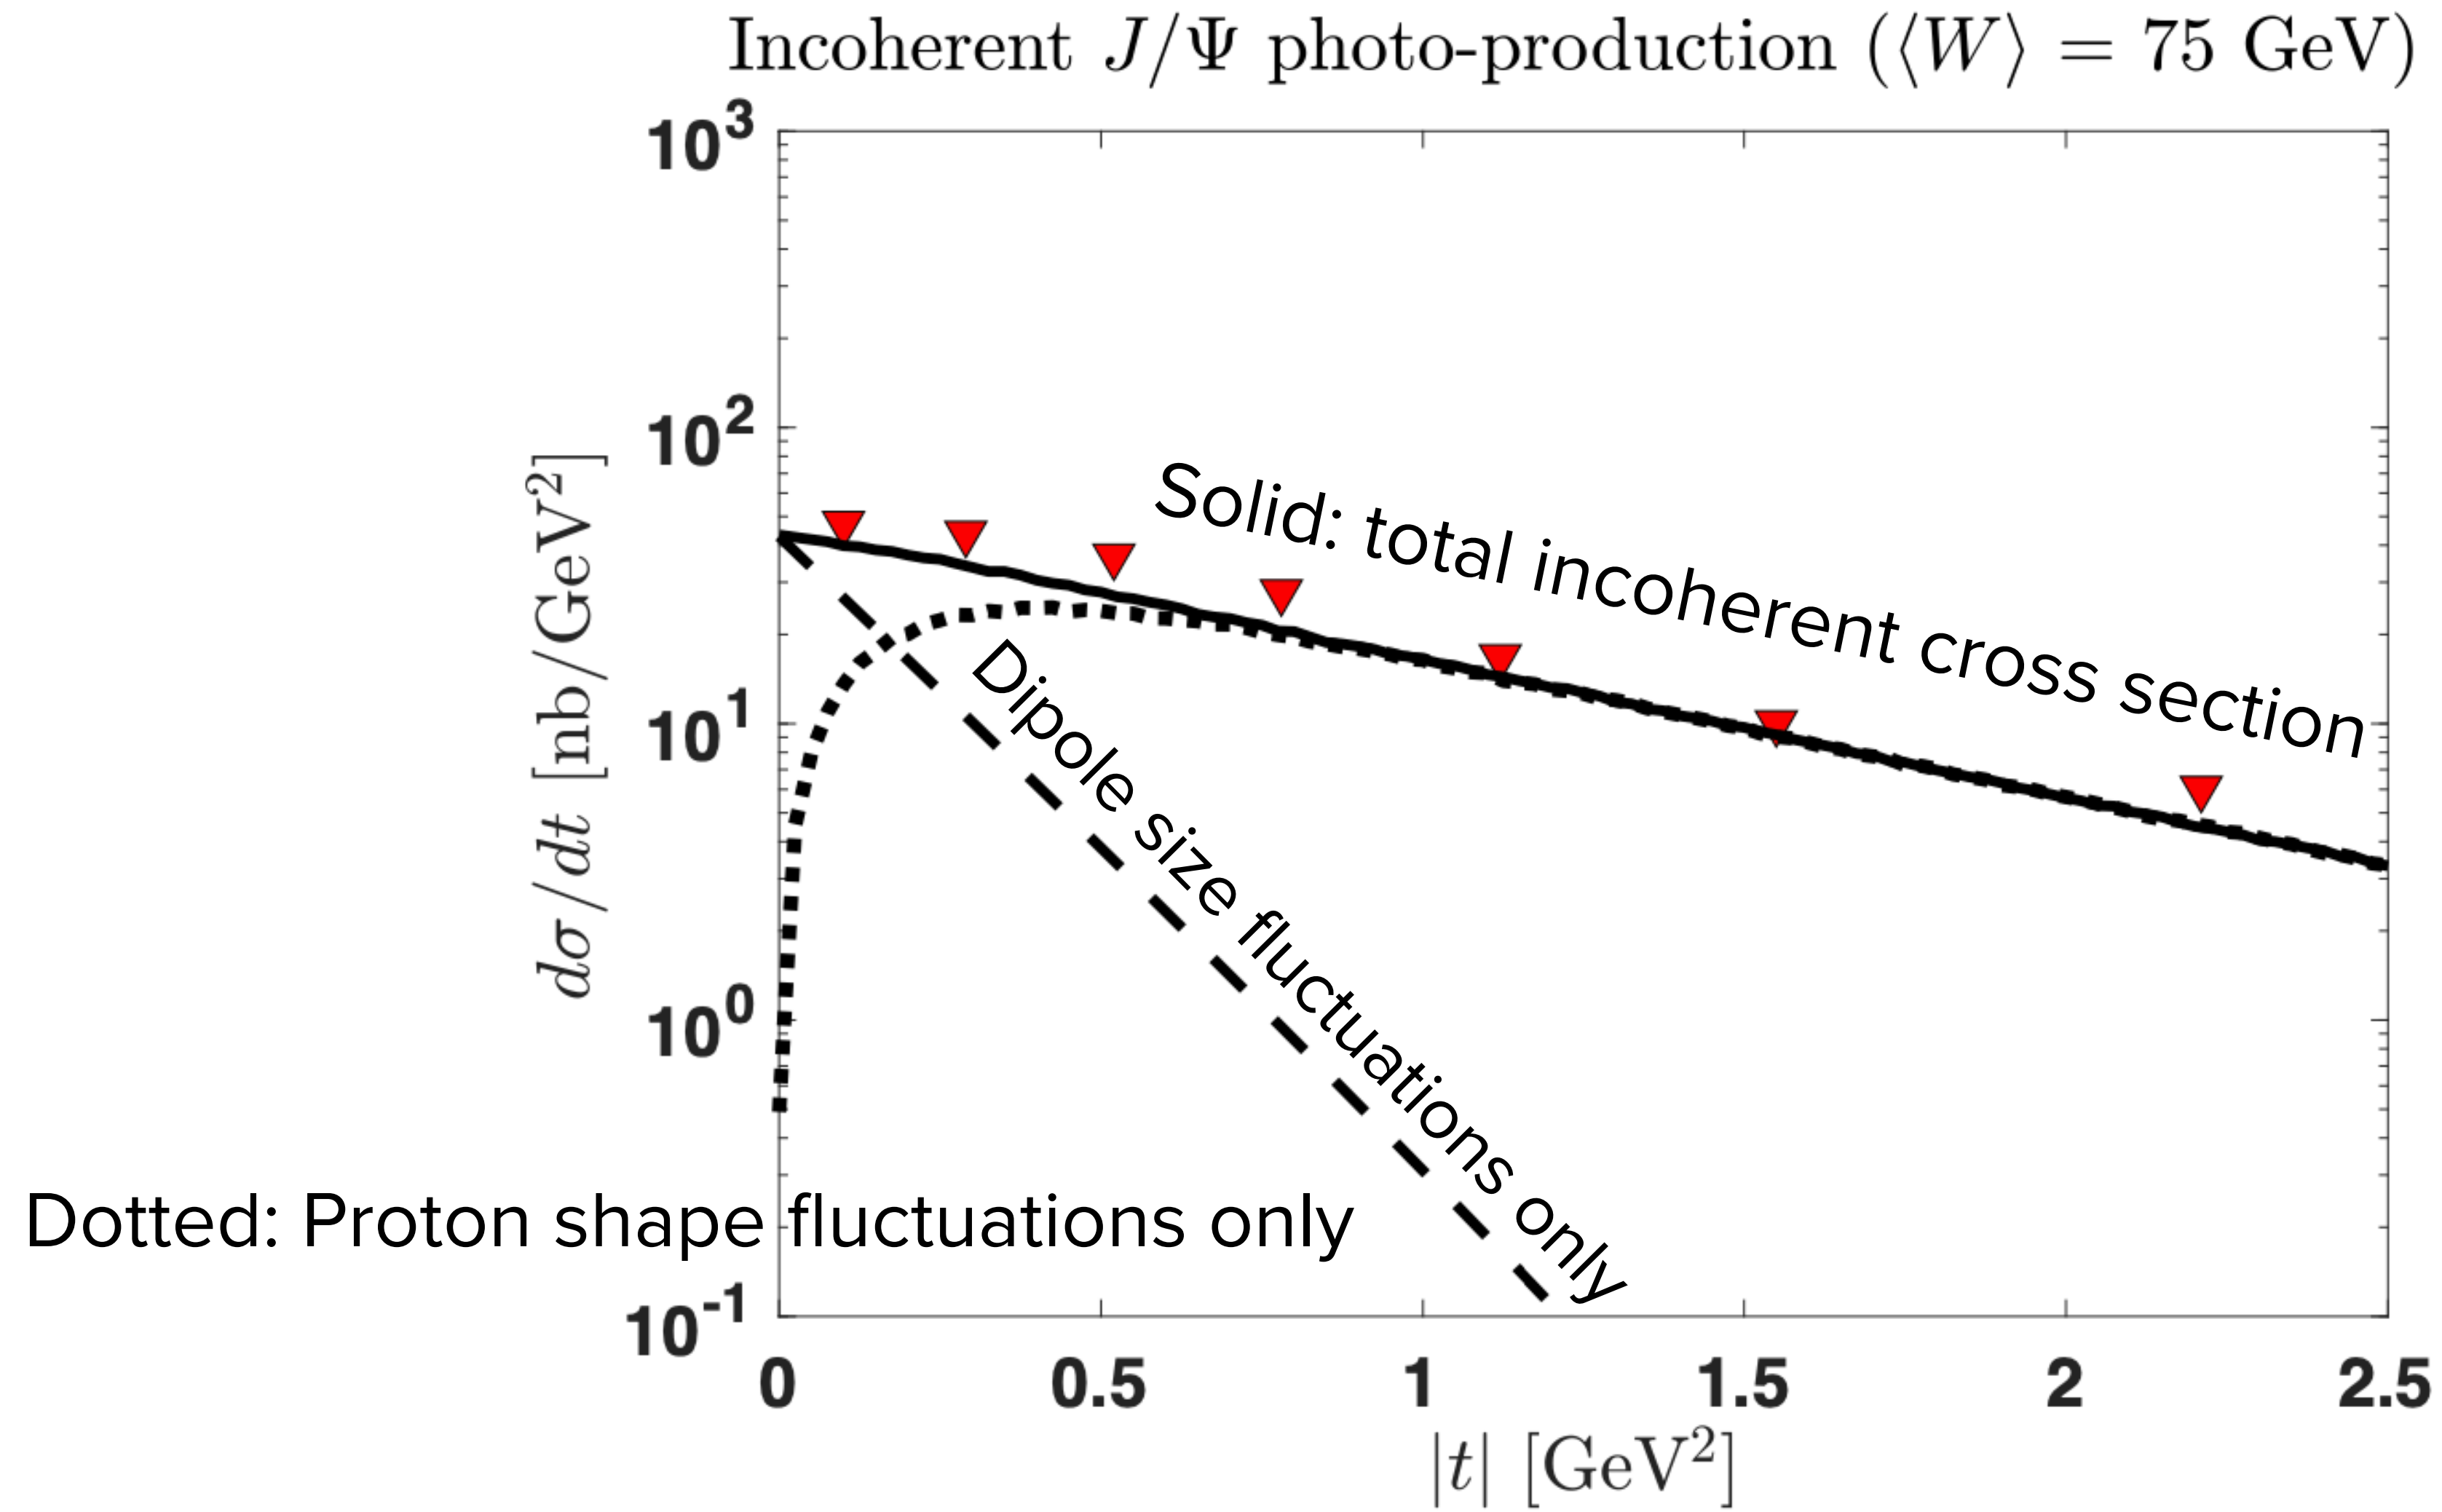 Incoherent J/Ψ photo-production (⟨W⟩ = 75 GeV)
10³
10²
10¹
10⁰
10⁻¹
dσ/dt [nb/GeV²]
Solid: total incoherent cross section
Dipole size fluctuations only
Dotted: Proton shape fluctuations only
0 0.5 1 1.5 2 2.5
|t| [GeV²]